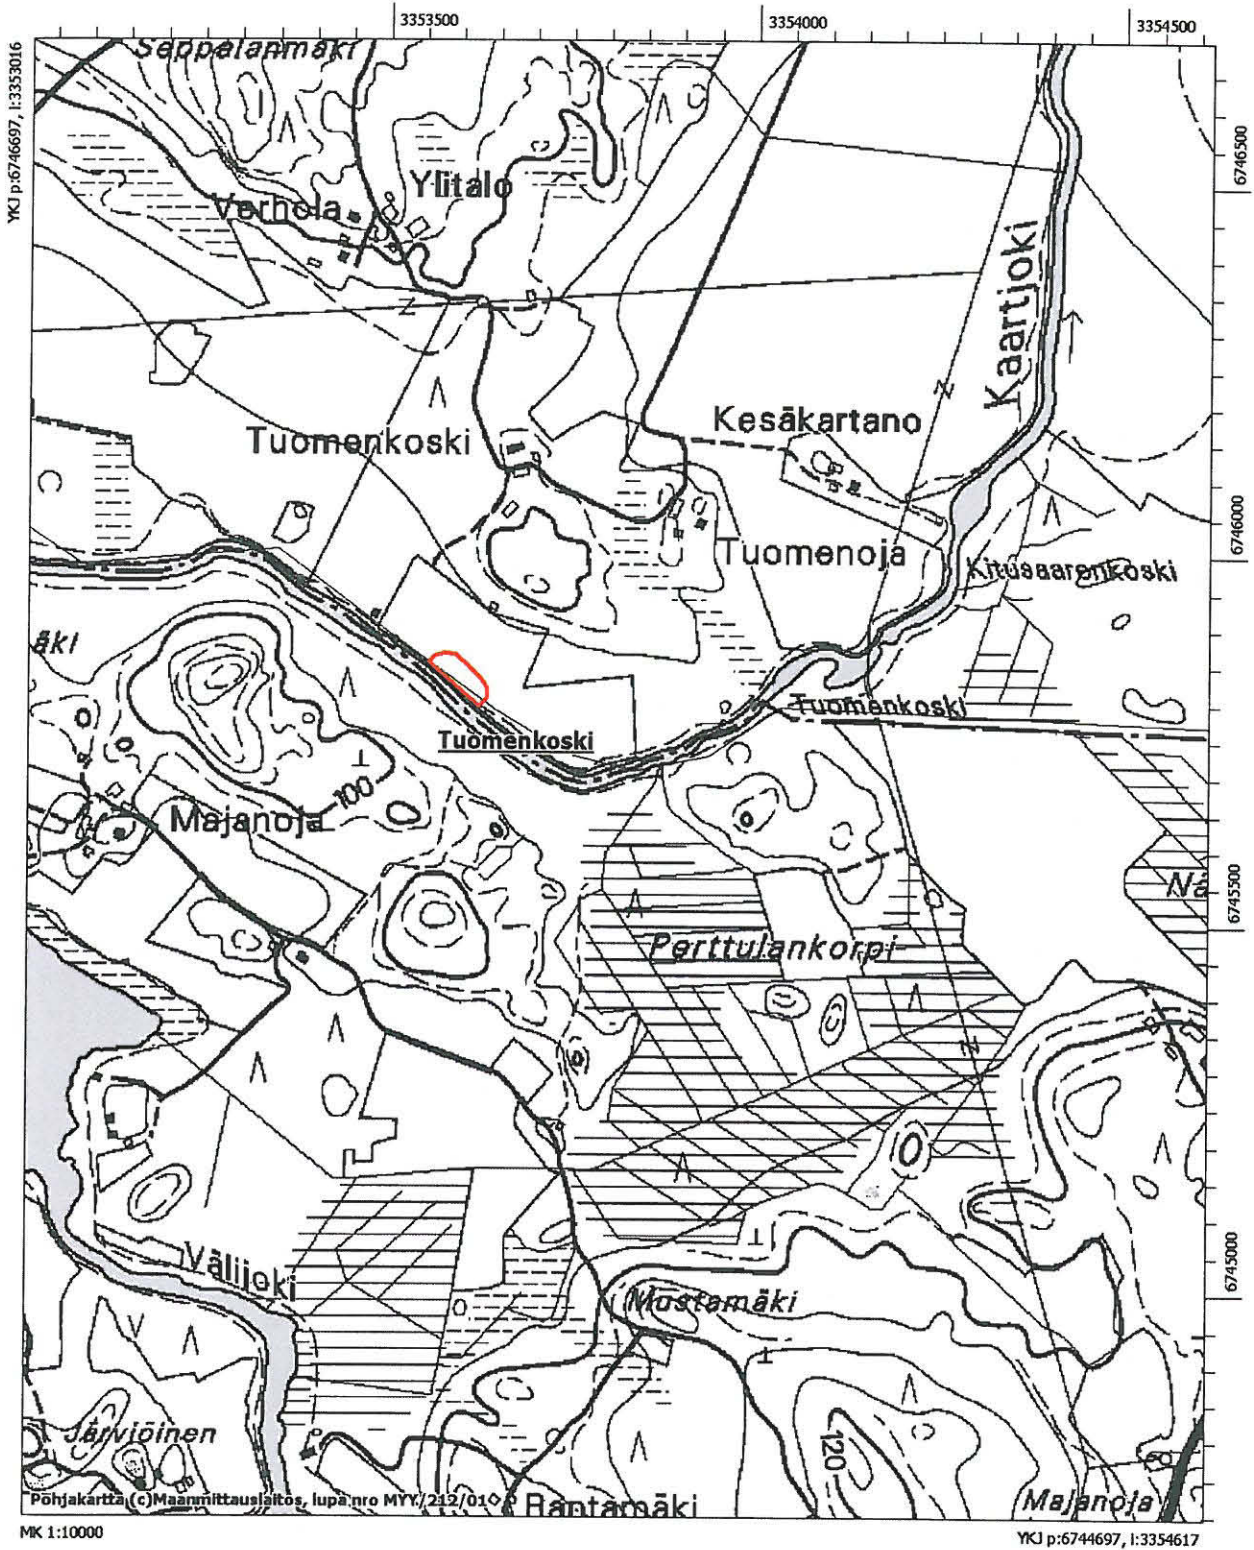 3353500
3354000
3354500
YKJ p:6746697, I:3353016
Seppälänmäki
6746500
Ylitalo
Verhola
Kaartjoki
Kesäkartano
Tuomenkoski
6746000
Tuomenoja
Kitusaarenkoski
äki
Tuomenkoski
Tuomenkoski
100
Majanoja
6745500
Nä
Perttulankorpi
6745000
Välijoki
Mustamäki
Järviöinen
120
Pohjakartta (c)Maanmittauslaitos, lupa nro MYY/212/01◊
Rantamäki
Majanoja
MK 1:10000
YKJ p:6744697, I:3354617